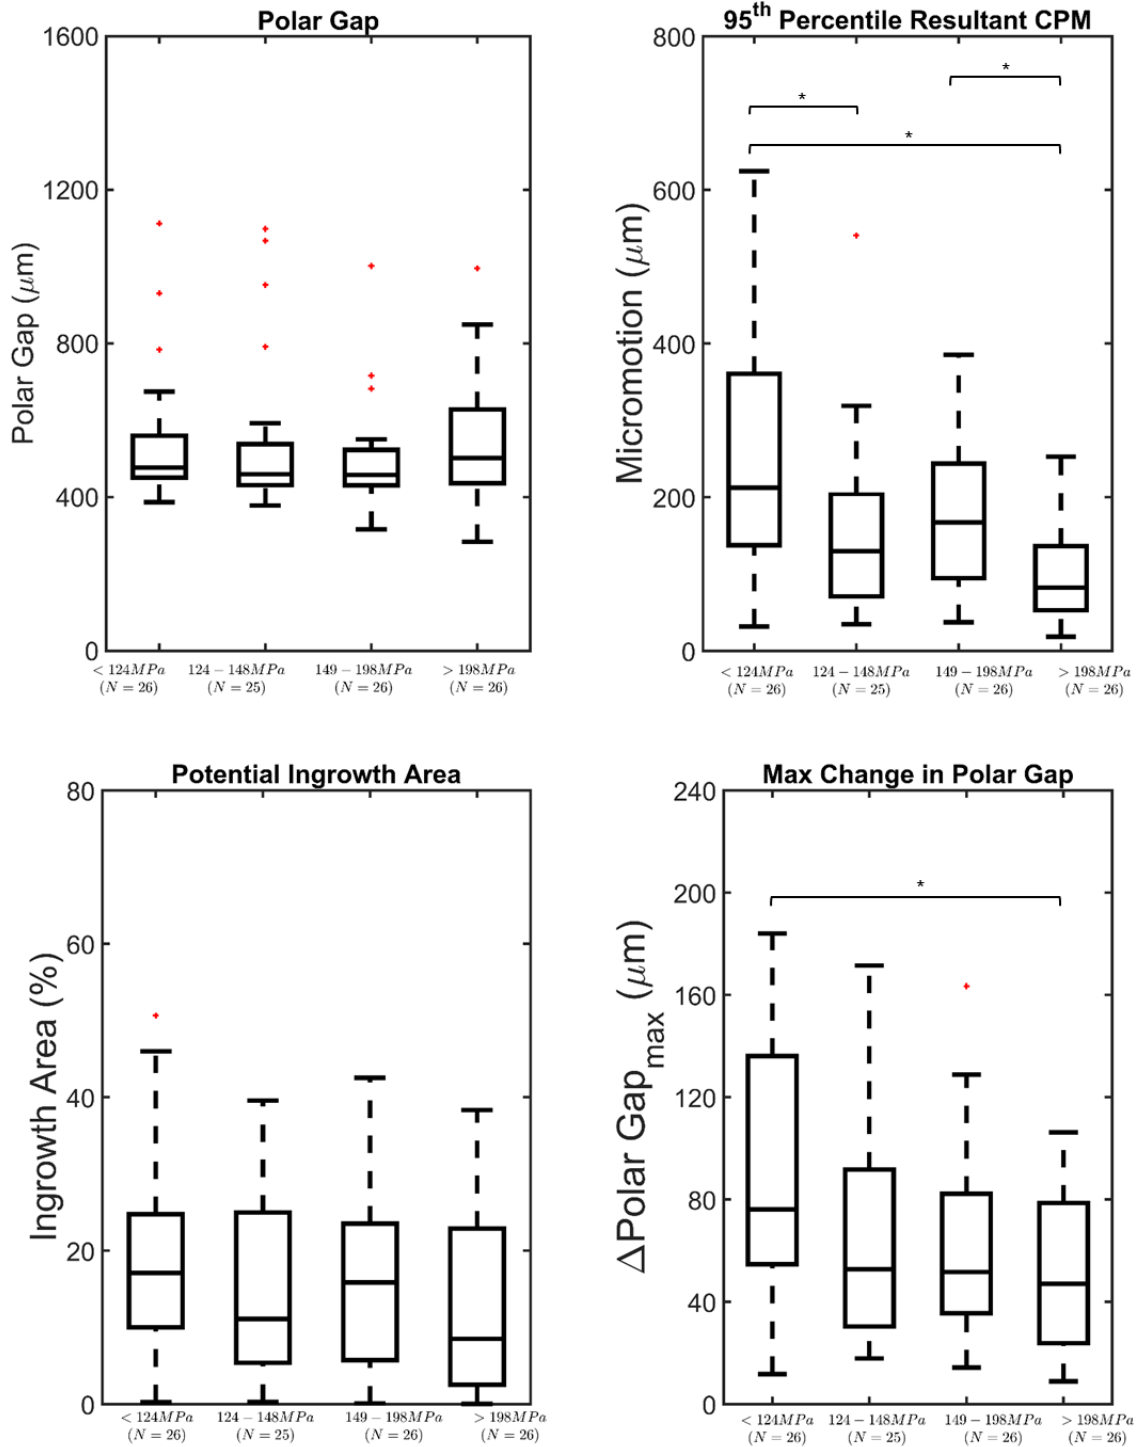 Polar Gap
1600
1200
800
400
0
Polar Gap (μm)
< 124MPa
(N = 26)
124 − 148MPa
(N = 25)
149 − 198MPa
(N = 26)
> 198MPa
(N = 26)
95th Percentile Resultant CPM
800
600
400
200
0
Micromotion (μm)
*
*
*
< 124MPa
(N = 26)
124 − 148MPa
(N = 25)
149 − 198MPa
(N = 26)
> 198MPa
(N = 26)
Potential Ingrowth Area
80
60
40
20
0
Ingrowth Area (%)
< 124MPa
(N = 26)
124 − 148MPa
(N = 25)
149 − 198MPa
(N = 26)
> 198MPa
(N = 26)
Max Change in Polar Gap
240
200
160
120
80
40
0
ΔPolar Gapmax (μm)
*
< 124MPa
(N = 26)
124 − 148MPa
(N = 25)
149 − 198MPa
(N = 26)
> 198MPa
(N = 26)